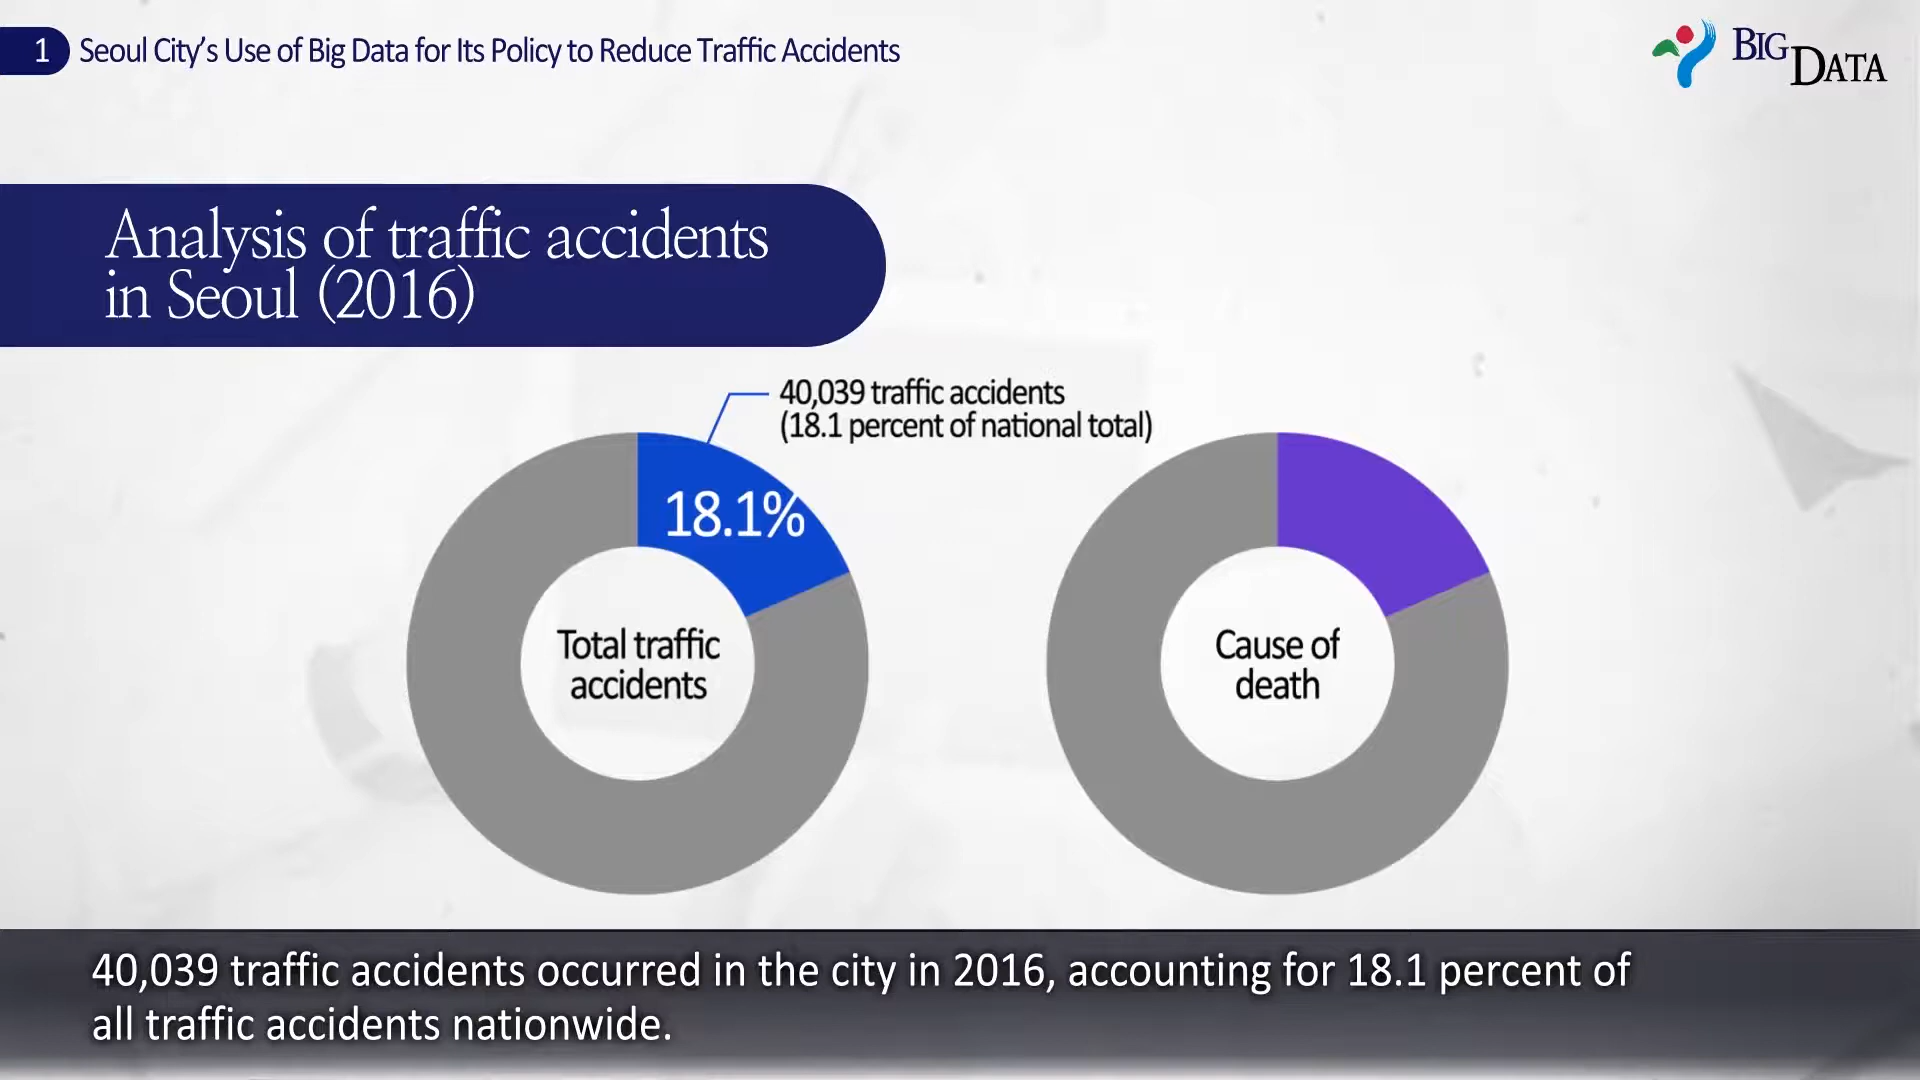 1 Seoul City’s Use of Big Data for Its Policy to Reduce Traffic Accidents
BIG DATA
Analysis of traffic accidents
in Seoul (2016)
40,039 traffic accidents
(18.1 percent of national total)
18.1%
Total traffic
accidents
Cause of
death
40,039 traffic accidents occurred in the city in 2016, accounting for 18.1 percent of
all traffic accidents nationwide.